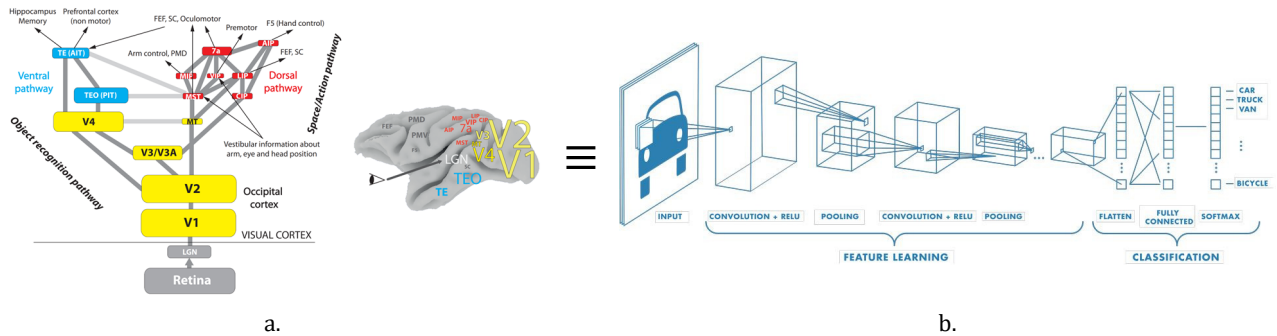 Hippocampus
Memory
Prefrontal cortex
(non motor)
FEF, SC, Oculomotor
Premotor
F5 (Hand control)
TE (AIT)
7a
AIP
Arm control, PMD
FEF, SC
Ventral
pathway
MIP
VIP
LIP
Dorsal
pathway
TEO (PIT)
MST
CIP
Space/Action pathway
V4
MT
Object recognition pathway
V3/V3A
Vestibular information about
arm, eye and head position
V2
Occipital
cortex
V1
VISUAL CORTEX
LGN
Retina
FEF
PMD
PMV
F5
MIP
LIP
VIP
CIP
AIP
7a
V3
V2
MST
V4
V1
LGN
SC
TEO
TE
≡
CAR
TRUCK
VAN
BICYCLE
INPUT
CONVOLUTION + RELU
POOLING
CONVOLUTION + RELU
POOLING
FLATTEN
FULLY
CONNECTED
SOFTMAX
FEATURE LEARNING
CLASSIFICATION
a.
b.